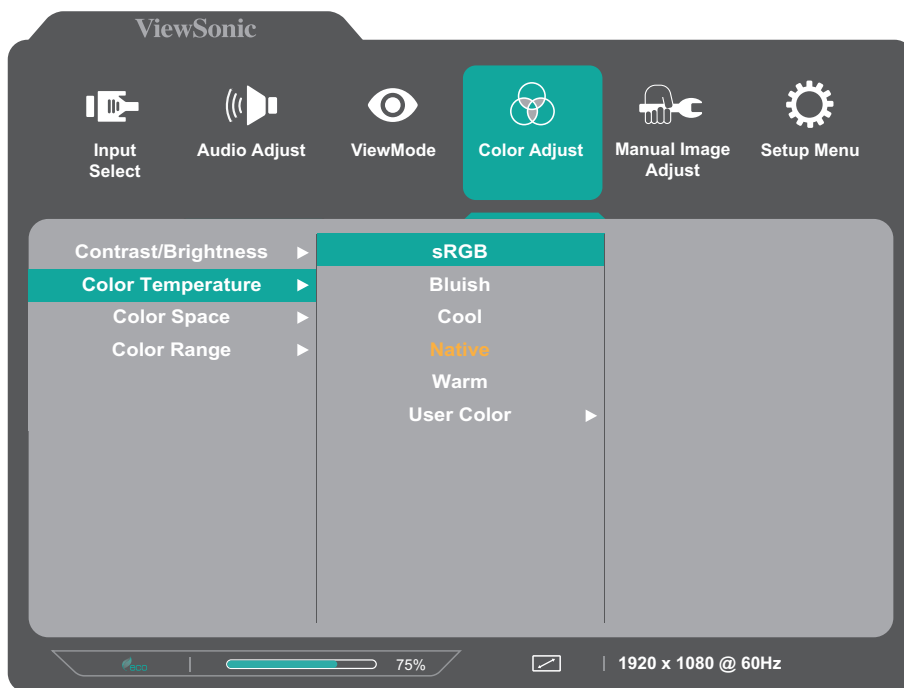 ViewSonic
Input
Select
Audio Adjust
ViewMode
Color Adjust
Manual Image
Adjust
Setup Menu
Contrast/Brightness
Color Temperature
Color Space
Color Range
sRGB
Bluish
Cool
Native
Warm
User Color
eco
75%
1920 x 1080 @ 60Hz